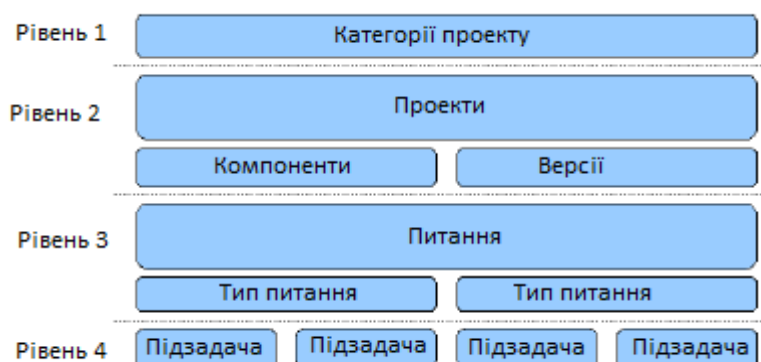 Рівень 1
Категорії проекту
Рівень 2
Проекти
Компоненти
Версії
Рівень 3
Питання
Тип питання
Тип питання
Рівень 4
Підзадача
Підзадача
Підзадача
Підзадача